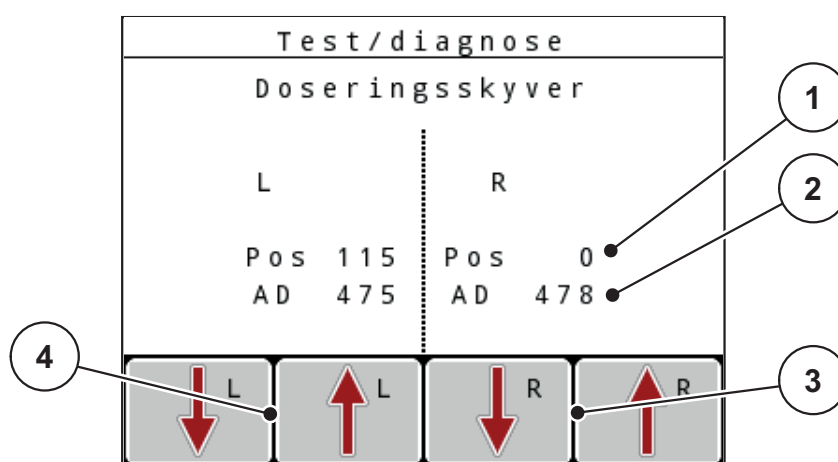 Test/diagnose
Doseringsskyver
1
L R
2
Pos 115 Pos 0
AD 475 AD 478
4
L L R R
3